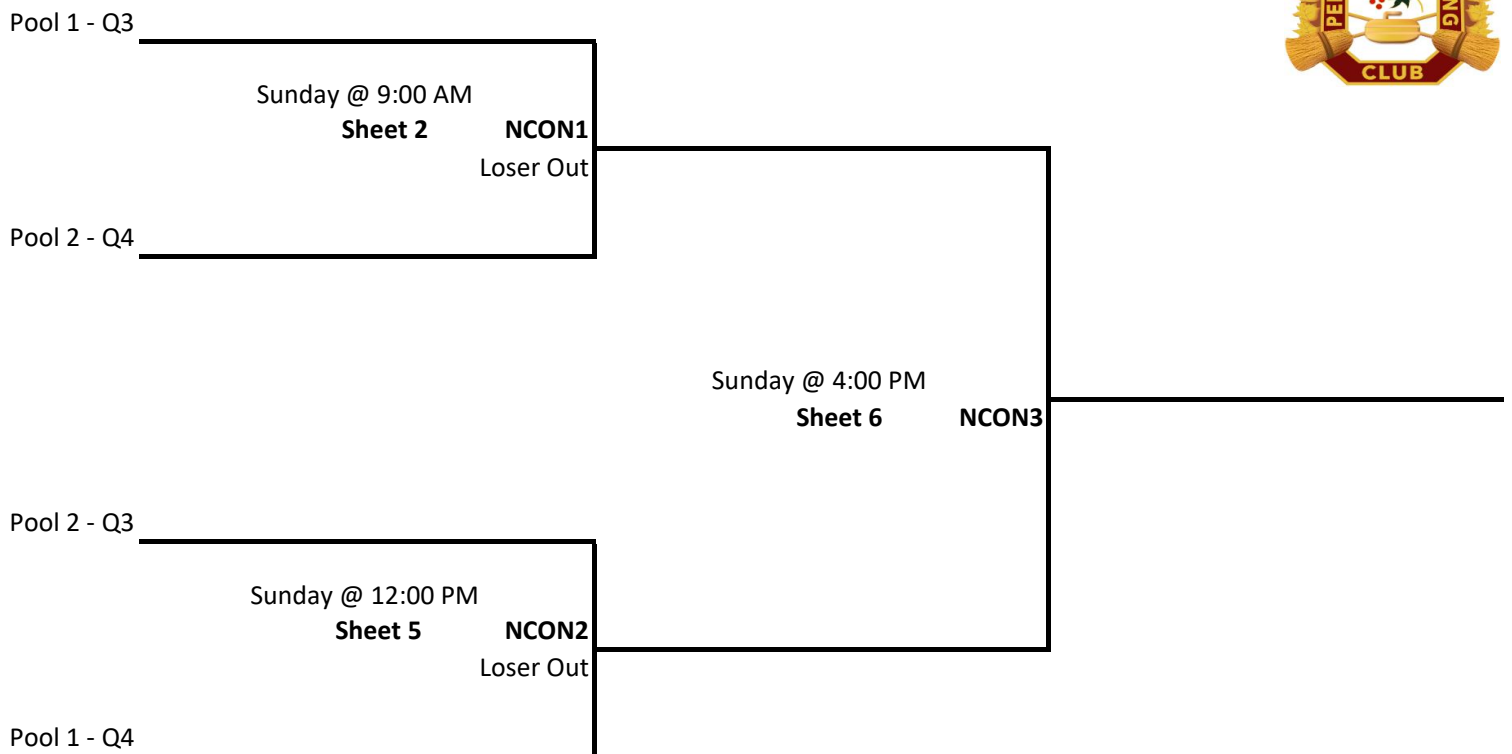 Pool 1 - Q3
CLUB
Sunday @ 9:00 AM
Sheet 2 NCON1
Loser Out
Pool 2 - Q4
Sunday @ 4:00 PM
Sheet 6 NCON3
Pool 2 - Q3
Sunday @ 12:00 PM
Sheet 5 NCON2
Loser Out
Pool 1 - Q4